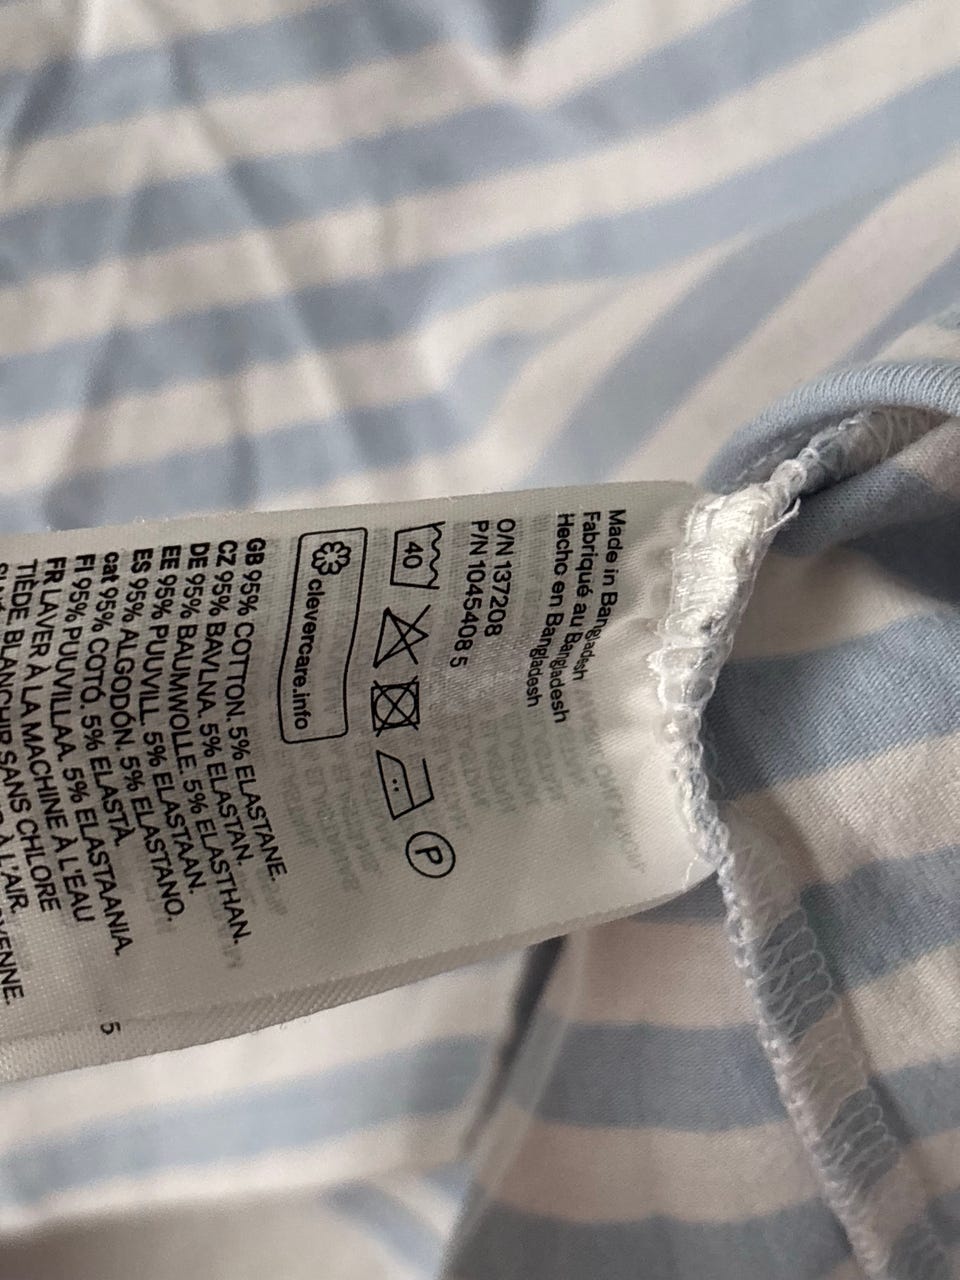 Made in Bangladesh
Fabriqué au Bangladesh
Hecho en Bangladesh
O/N 137208
P/N 1045408 5
40
P
clevercare.info
GB 95% COTTON. 5% ELASTANE.
CZ 95% BAVLNA. 5% ELASTAN.
DE 95% BAUMWOLLE. 5% ELASTHAN.
EE 95% PUUVILL. 5% ELASTAAN.
ES 95% ALGODÓN. 5% ELASTANO.
cat 95% COTÓ. 5% ELASTÀ.
FI 95% PUUVILLAA. 5% ELASTAANIA.
FR LAVER À LA MACHINE À L'EAU
TIÈDE. BLANCHIR SANS CHLORE
À L'AIR.
5